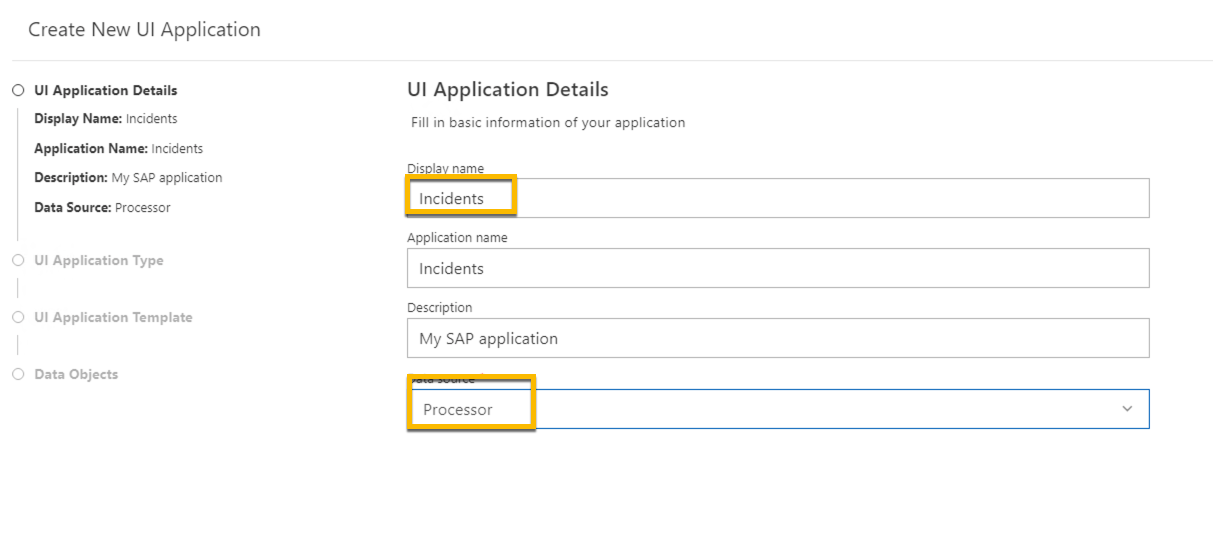 Create New UI Application
UI Application Details
Display Name: Incidents
Application Name: Incidents
Description: My SAP application
Data Source: Processor
UI Application Type
UI Application Template
Data Objects
UI Application Details
Fill in basic information of your application
Display name
Incidents
Application name
Incidents
Description
My SAP application
Data source
Processor